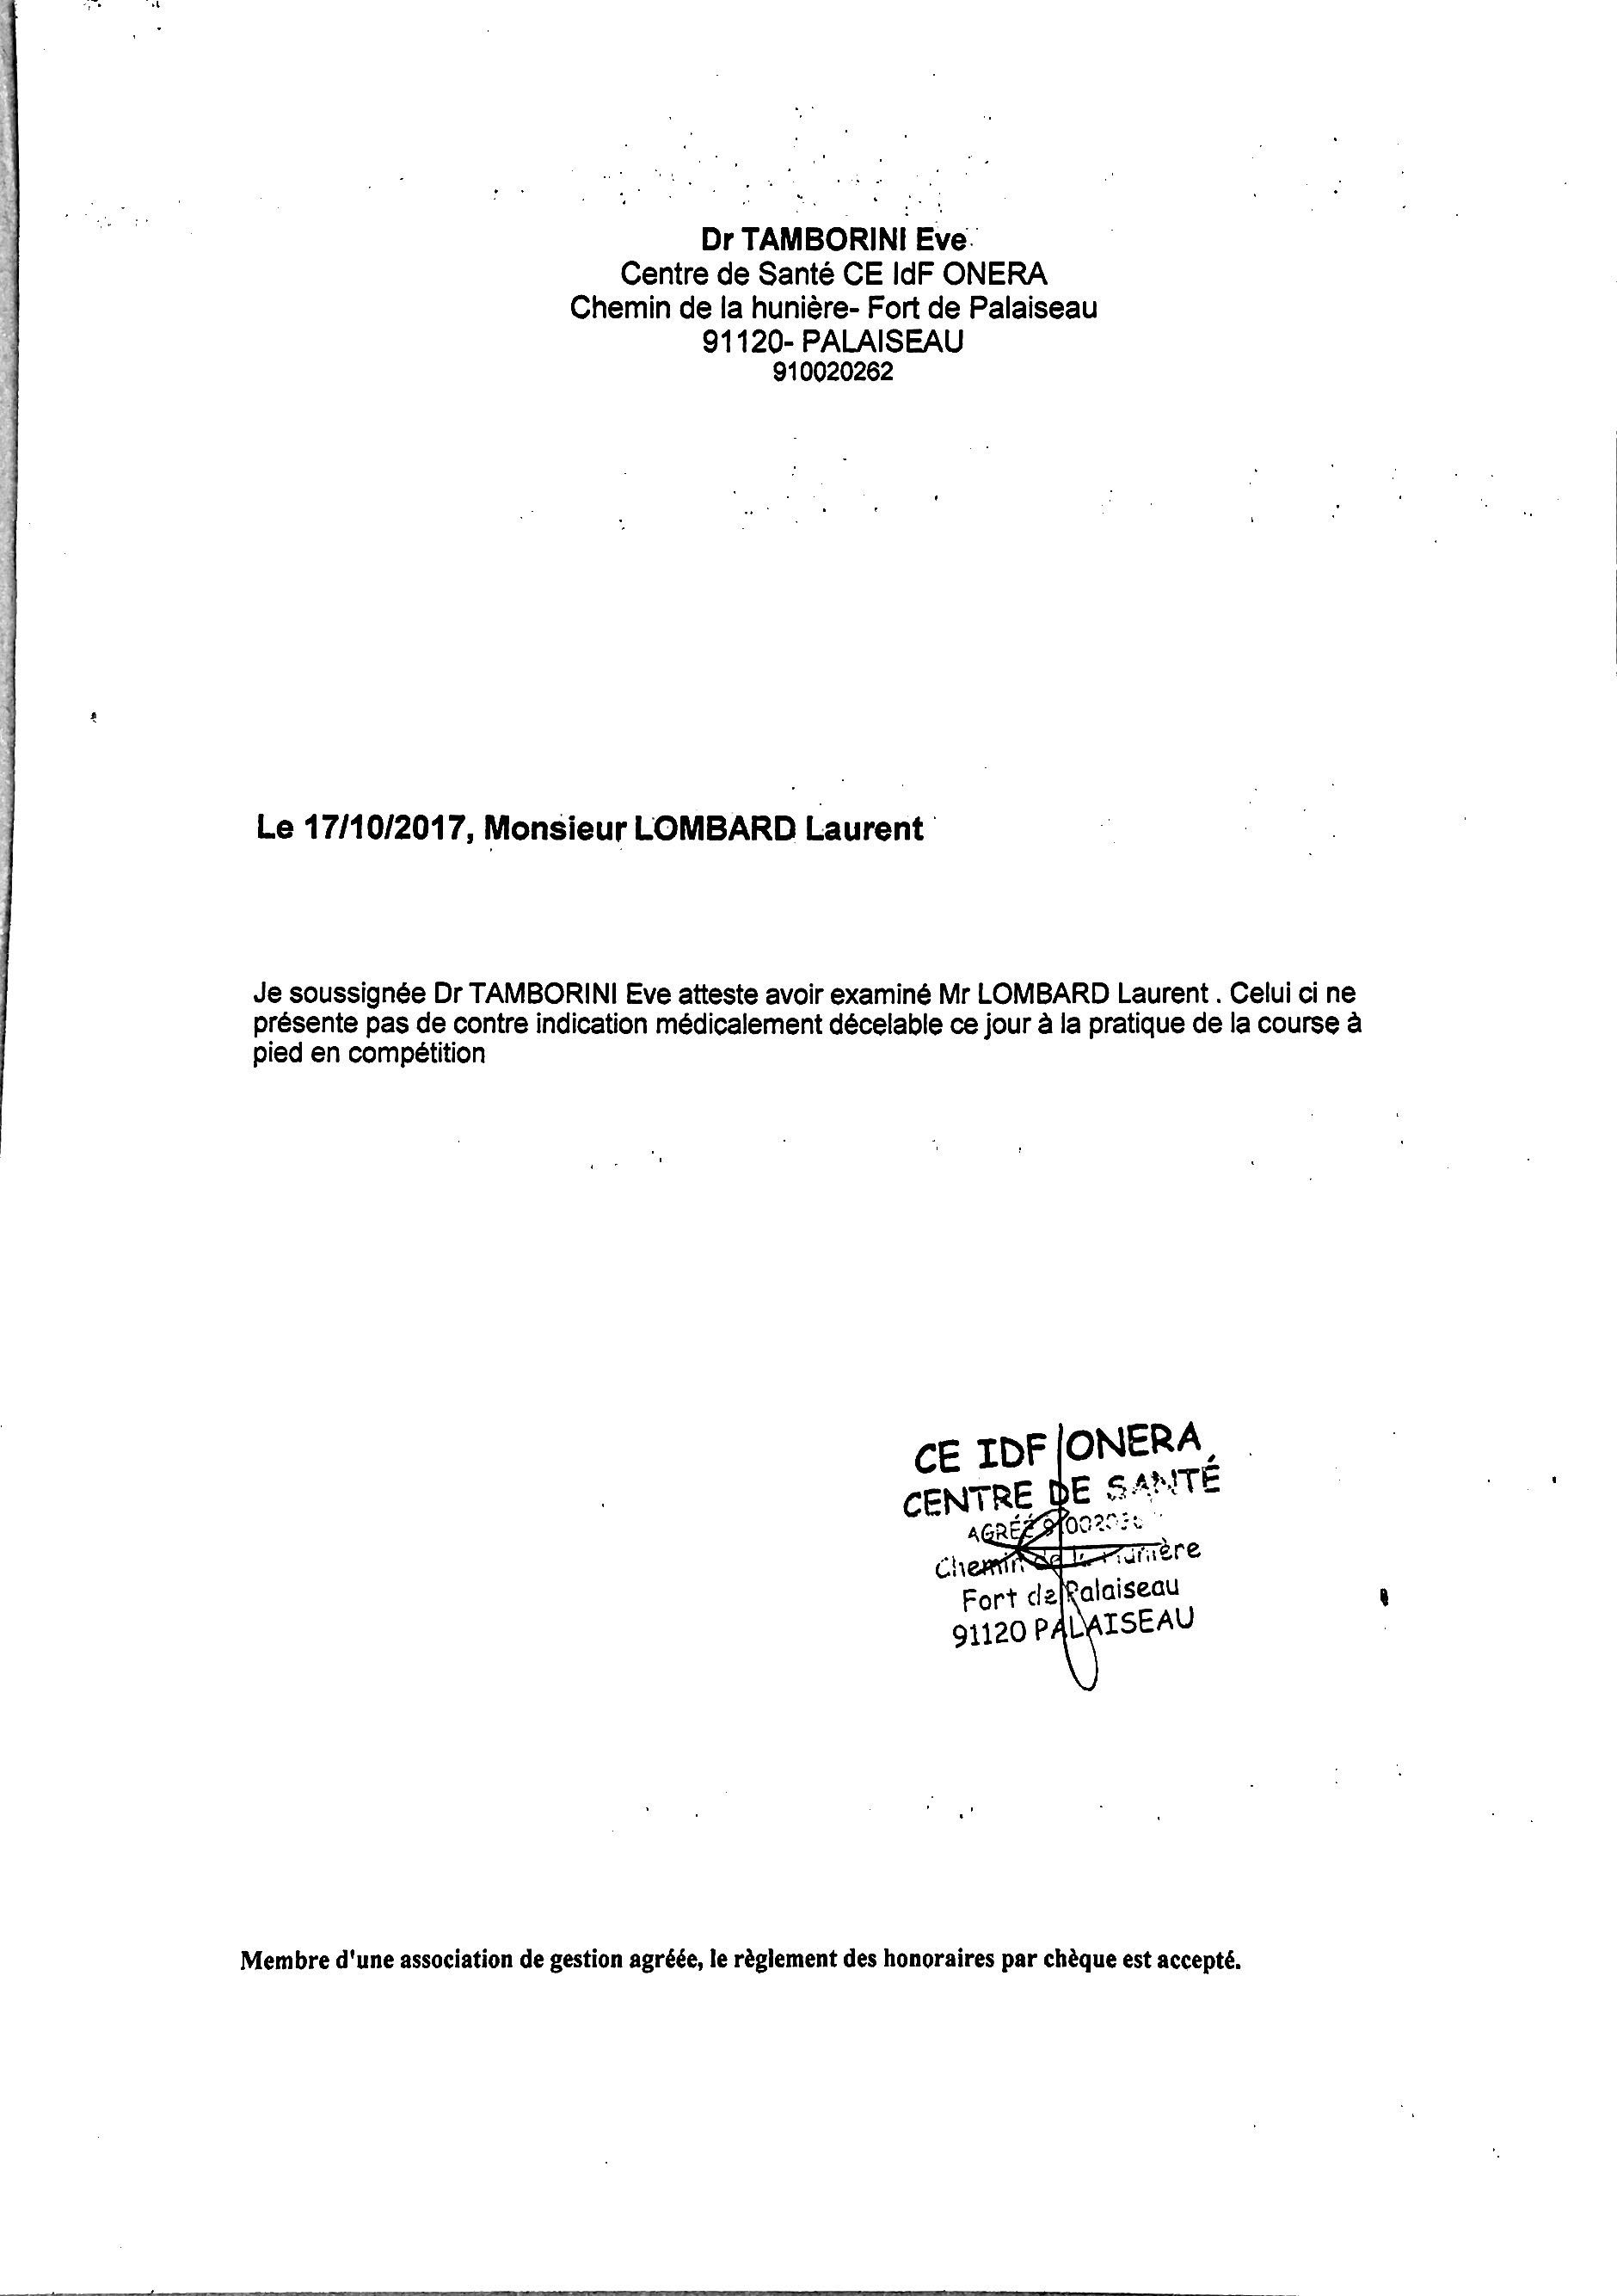 Dr TAMBORINI Eve
Centre de Santé CE IdF ONERA
Chemin de la hunière- Fort de Palaiseau
91120- PALAISEAU
910020262
Le 17/10/2017, Monsieur LOMBARD Laurent
Je soussignée Dr TAMBORINI Eve atteste avoir examiné Mr LOMBARD Laurent . Celui ci ne
présente pas de contre indication médicalement décelable ce jour à la pratique de la course à
pied en compétition
CE IDF ONERA
CENTRE DE SANTÉ
AGRÉÉ
Chemin de la Hunière
Fort de Palaiseau
91120 PALAISEAU
Membre d'une association de gestion agréée, le règlement des honoraires par chèque est accepté.